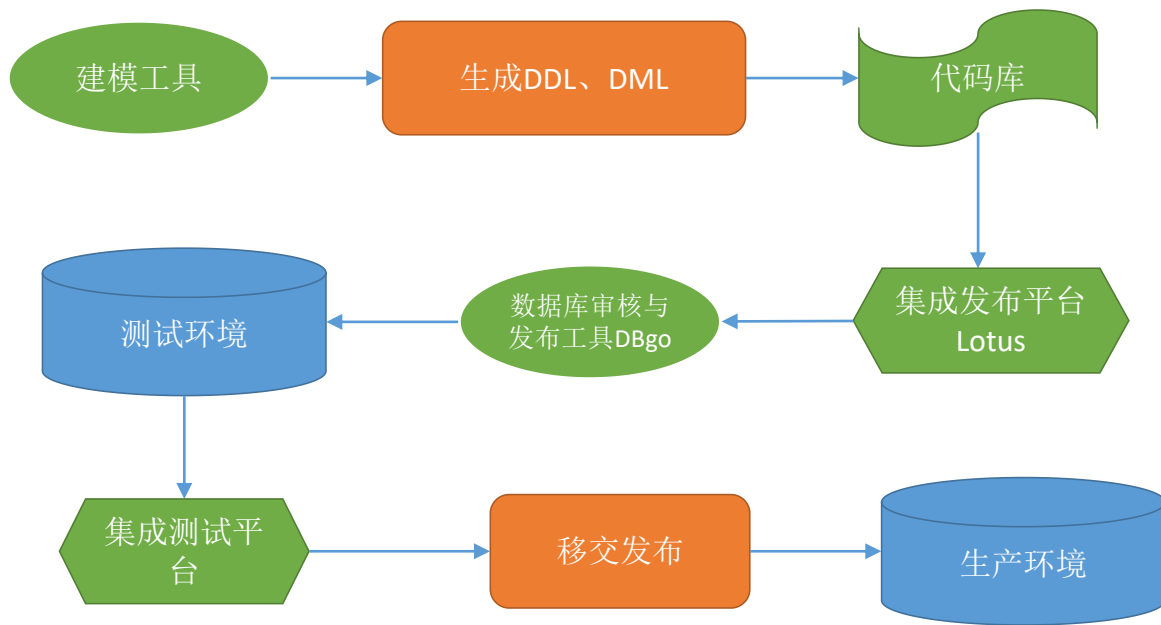 建模工具
生成DDL、DML
代码库
集成发布平台
Lotus
数据库审核与
发布工具DBgo
测试环境
集成测试平
台
移交发布
生产环境